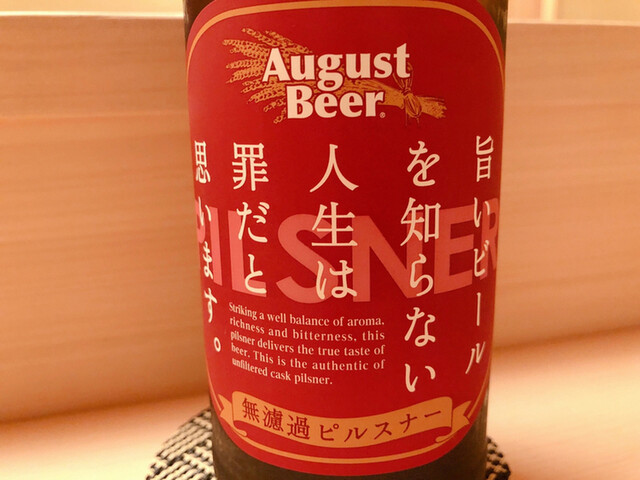 August
Beer®
旨いビール
を知らない
人生は
罪だと
思います。
PILSNER
Striking a well balance of aroma,
richness and bitterness, this
pilsner delivers the true taste of
beer. This is the authentic of
unfiltered cask pilsner.
無濾過ピルスナー